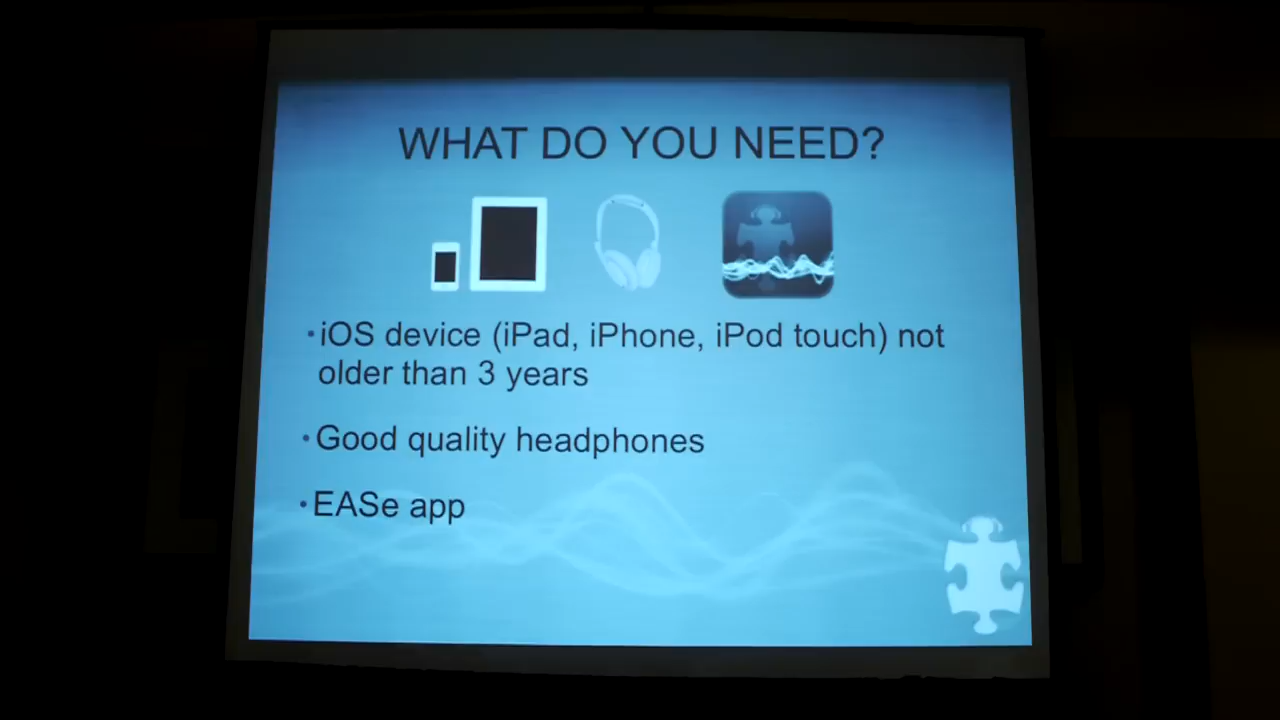 WHAT DO YOU NEED?
·iOS device (iPad, iPhone, iPod touch) not
older than 3 years
·Good quality headphones
·EASe app